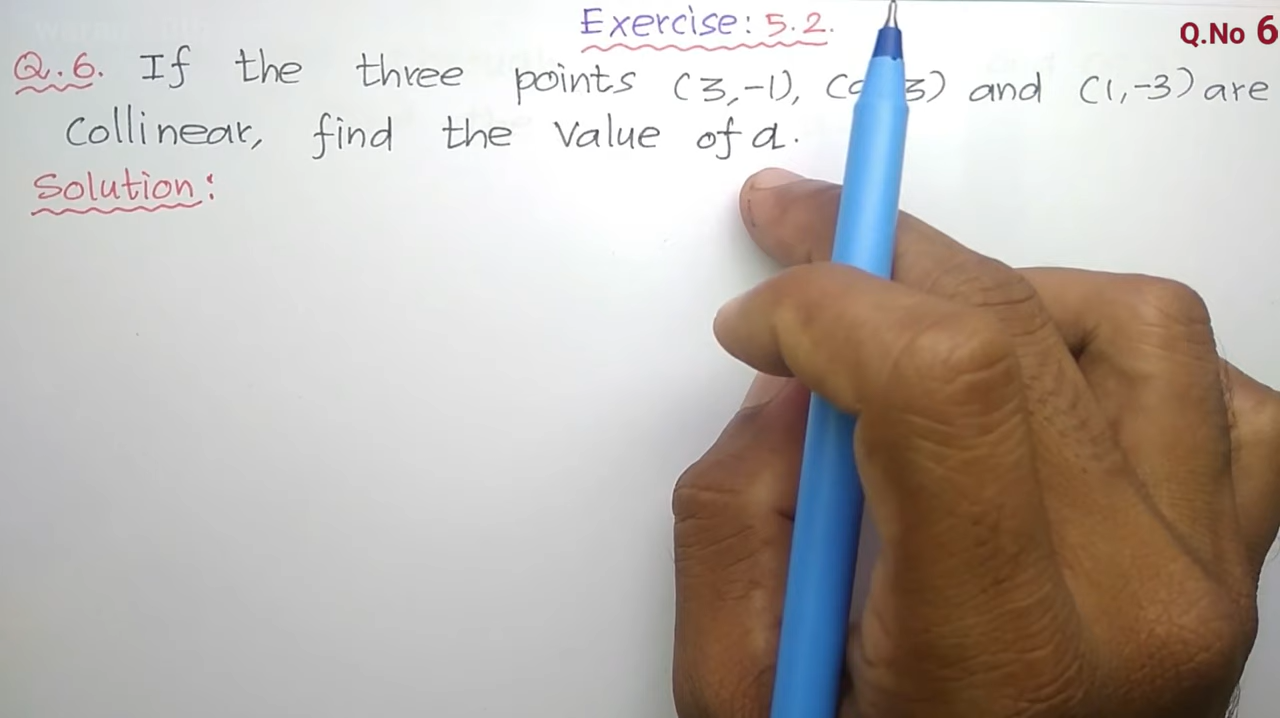 Exercise: 5.2.
Q.No 6
Q.6. If the three points (3,-1), ( 3) and (1,-3) are
Collinear, find the value of a.
Solution: